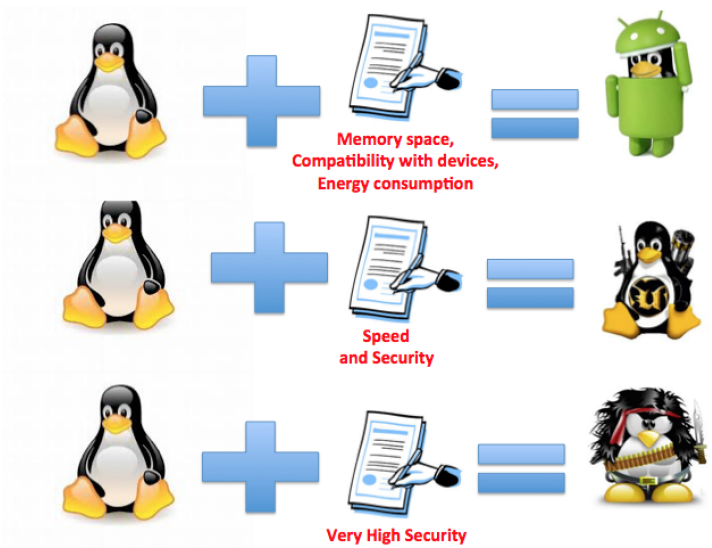 Memory space,
Compatibility with devices,
Energy consumption
Speed
and Security
Very High Security